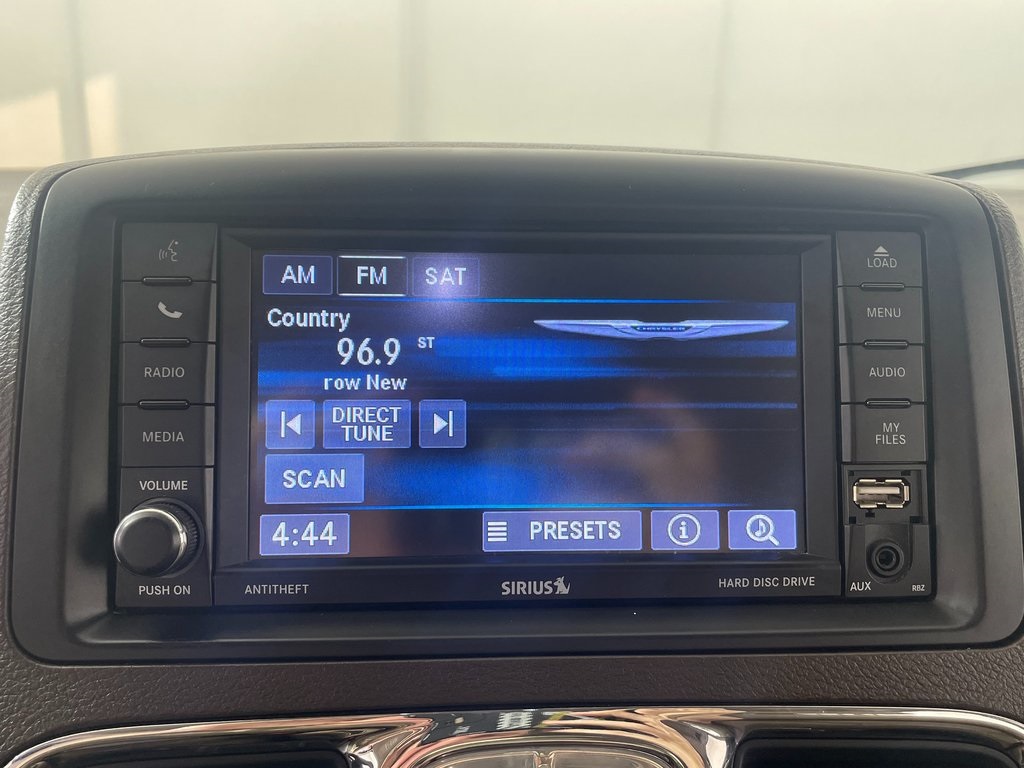 AM FM SAT
Country
96.9 ST
row New
DIRECT
TUNE
SCAN
4:44 PRESETS
RADIO
MEDIA
VOLUME
PUSH ON
ANTITHEFT
SIRIUS
HARD DISC DRIVE
CHRYSLER
LOAD
MENU
AUDIO
MY
FILES
AUX
RBZ